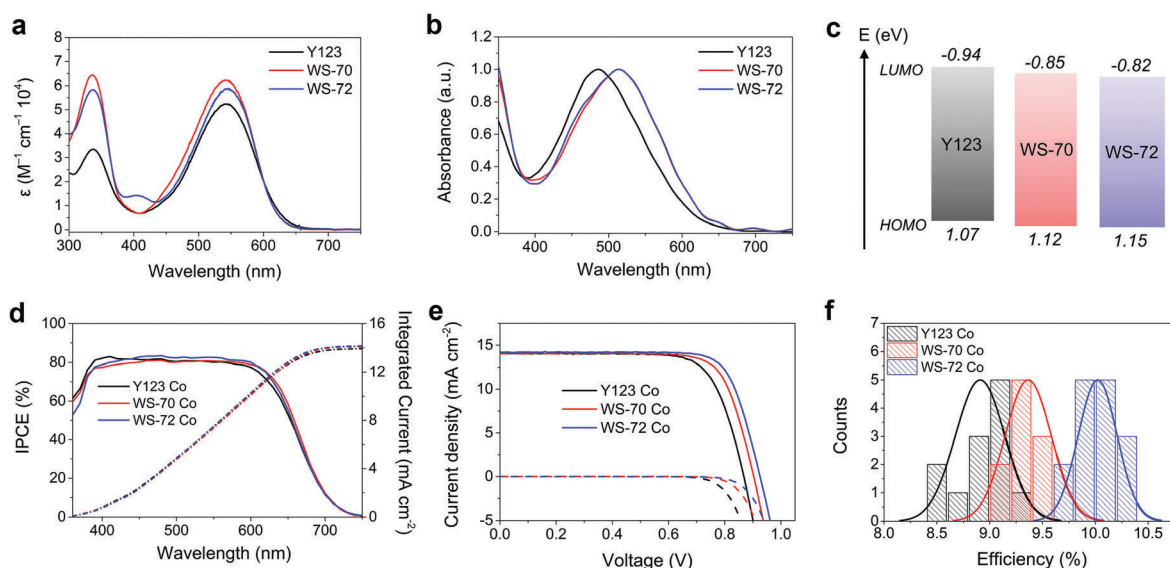 a
Y123
WS-70
WS-72
8
7
6
5
4
3
2
1
0
ε (M⁻¹ cm⁻¹ 10⁴)
300 400 500 600 700
Wavelength (nm)
b
Y123
WS-70
WS-72
1.2
1.0
0.8
0.6
0.4
0.2
0.0
Absorbance (a.u.)
400 500 600 700
Wavelength (nm)
c
E (eV)
-0.94 -0.85 -0.82
LUMO
Y123 WS-70 WS-72
HOMO
1.07 1.12 1.15
d
Y123 Co
WS-70 Co
WS-72 Co
100
80
60
40
20
0
IPCE (%)
16
12
8
4
0
Integrated Current (mA cm⁻²)
400 500 600 700
Wavelength (nm)
e
Y123 Co
WS-70 Co
WS-72 Co
15
10
5
0
-5
Current density (mA cm⁻²)
0.0 0.2 0.4 0.6 0.8 1.0
Voltage (V)
f
Y123 Co
WS-70 Co
WS-72 Co
7
6
5
4
3
2
1
0
Counts
8.0 8.5 9.0 9.5 10.0 10.5
Efficiency (%)